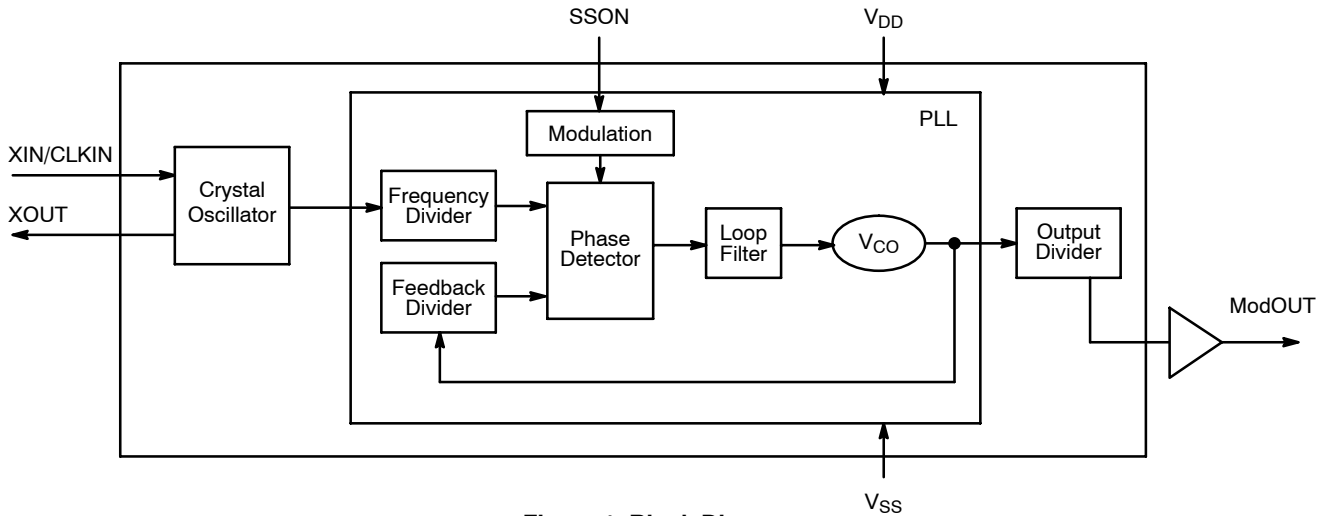 SSON
VDD
PLL
Modulation
XIN/CLKIN
Crystal
Oscillator
XOUT
Frequency
Divider
Phase
Detector
Loop
Filter
VCO
Output
Divider
Feedback
Divider
ModOUT
VSS